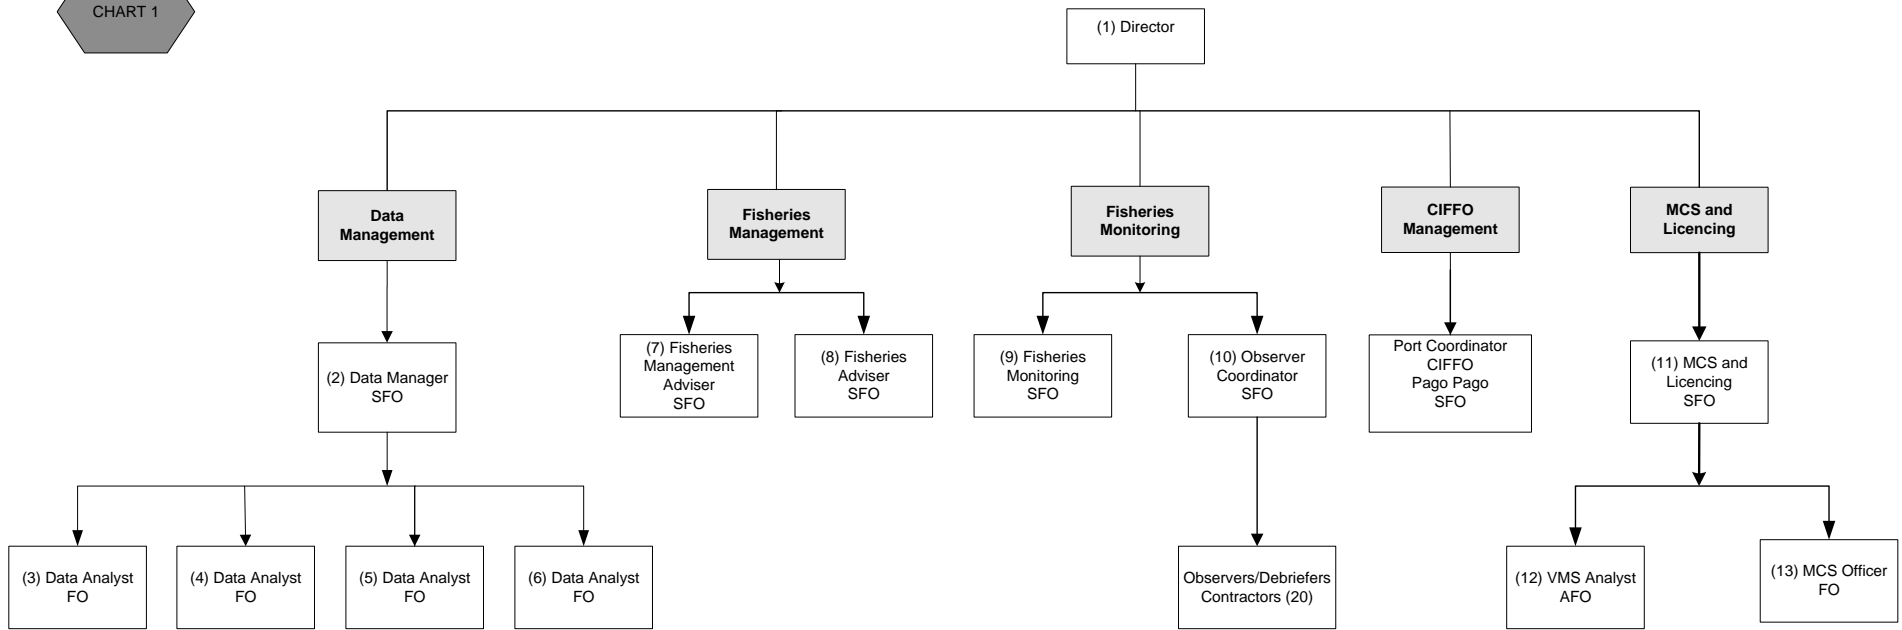 CHART 1
(1) Director
Data
Management
Fisheries
Management
Fisheries
Monitoring
CIFFO
Management
MCS and
Licencing
(2) Data Manager
SFO
(7) Fisheries
Management
Adviser
SFO
(8) Fisheries
Adviser
SFO
(9) Fisheries
Monitoring
SFO
(10) Observer
Coordinator
SFO
Port Coordinator
CIFFO
Pago Pago
SFO
(11) MCS and
Licencing
SFO
(3) Data Analyst
FO
(4) Data Analyst
FO
(5) Data Analyst
FO
(6) Data Analyst
FO
Observers/Debriefers
Contractors (20)
(12) VMS Analyst
AFO
(13) MCS Officer
FO